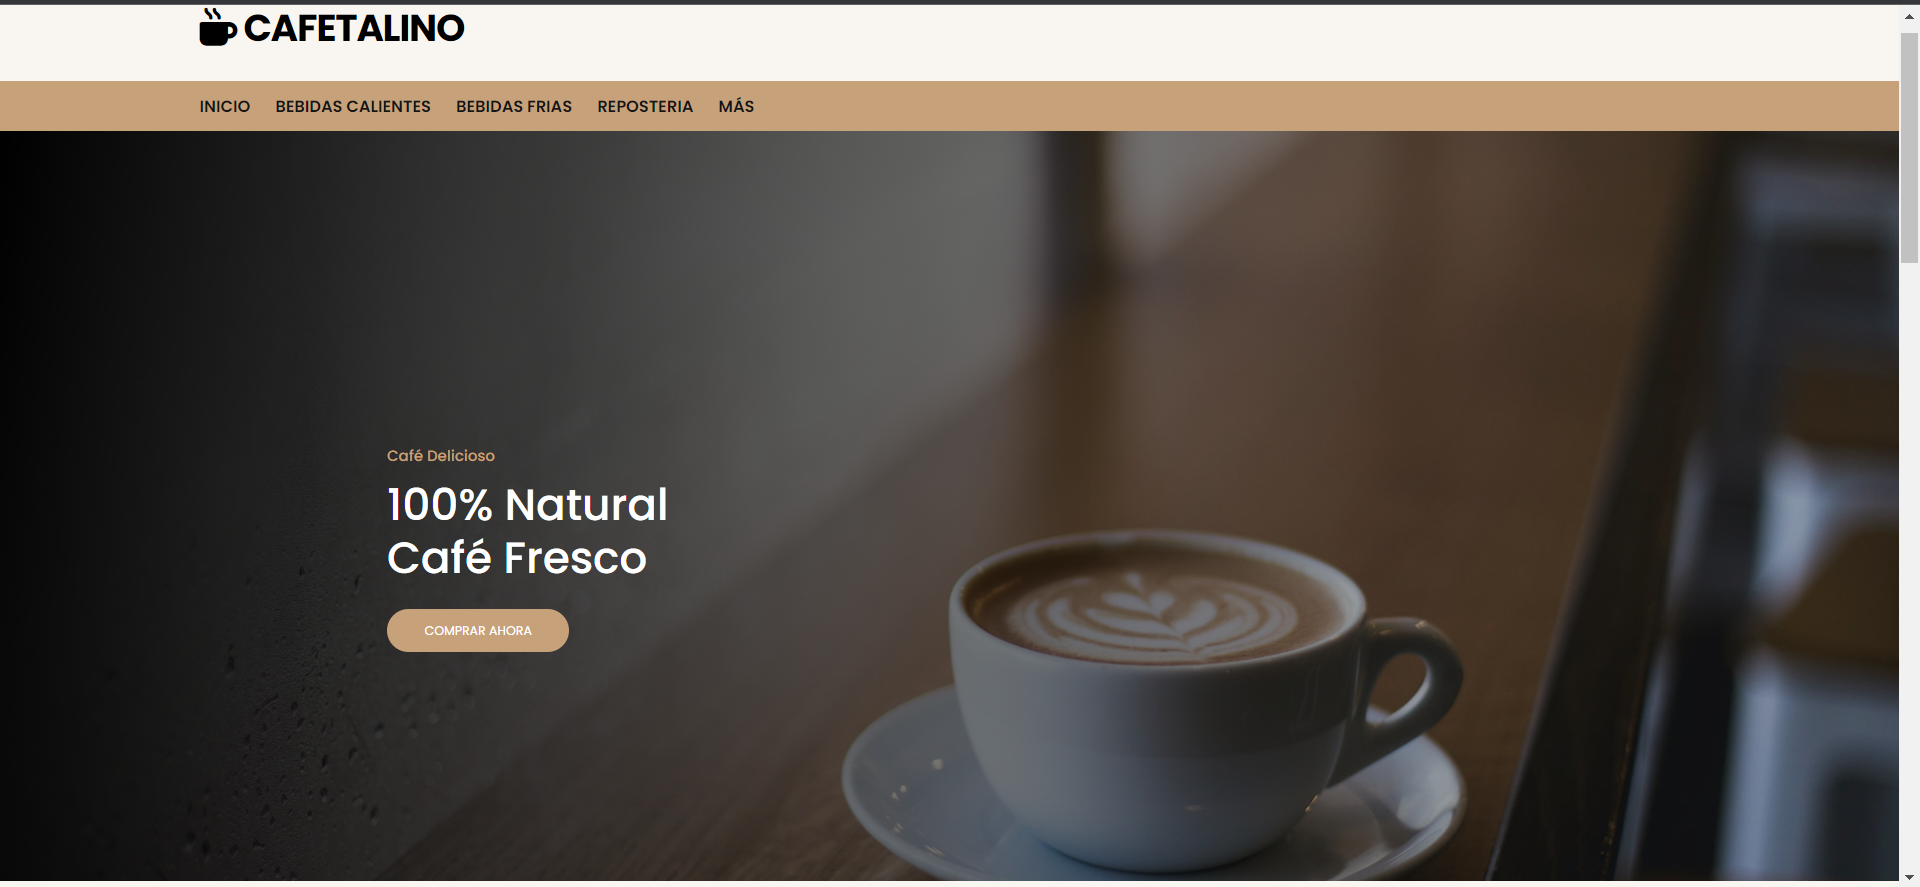 CAFETALINO
INICIO BEBIDAS CALIENTES BEBIDAS FRIAS REPOSTERIA MÁS
Café Delicioso
100% Natural
Café Fresco
COMPRAR AHORA